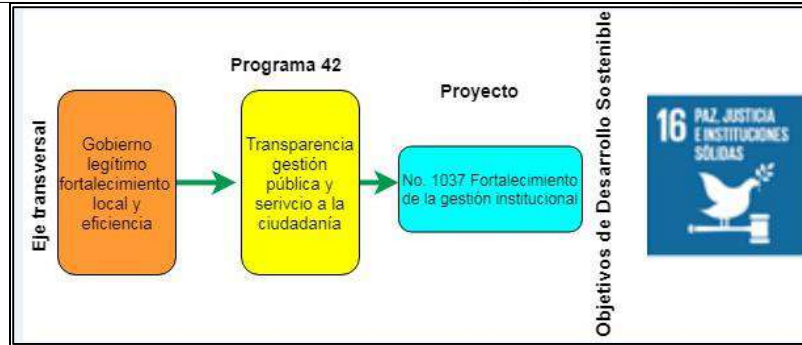 Eje transversal
Gobierno
legítimo
fortalecimiento
local y
eficiencia
Programa 42
Transparencia
gestión
pública y
serivcio a la
ciudadanía
Proyecto
No. 1037 Fortalecimiento
de la gestión institucional
Objetivos de Desarrollo Sostenible
16 PAZ, JUSTICIA
E INSTITUCIONES
SÓLIDAS